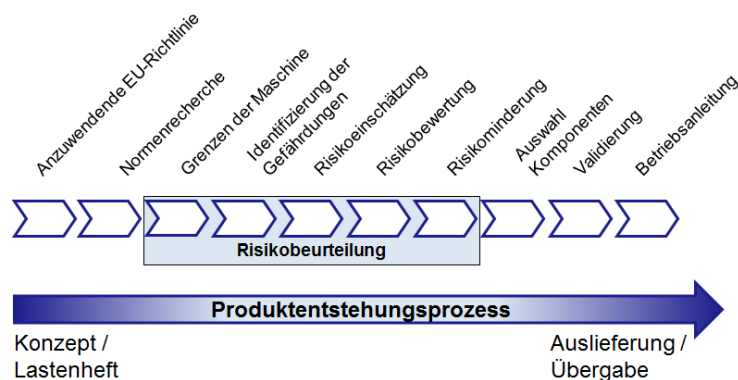 Anzuwendende EU-Richtlinie
Normenrecherche
Grenzen der Maschine
Identifizierung der
Gefährdungen
Risikoeinschätzung
Risikobewertung
Risikominderung
Auswahl
Komponenten
Validierung
Betriebsanleitung
Risikobeurteilung
Produktentstehungsprozess
Konzept /
Lastenheft
Auslieferung /
Übergabe